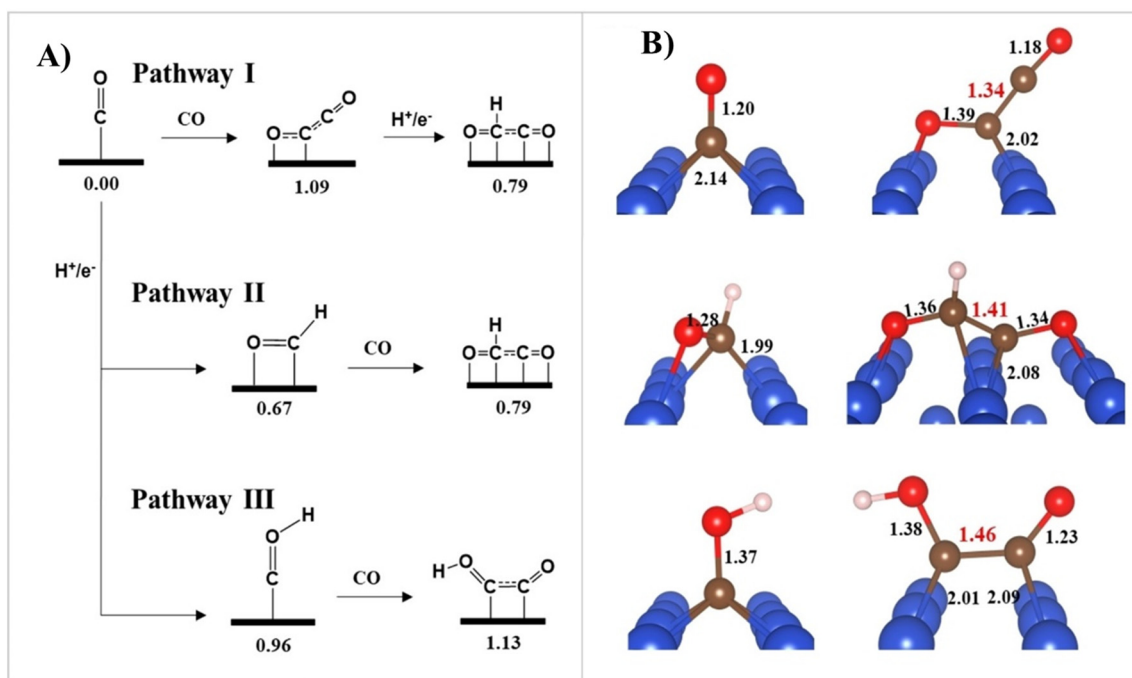 A)
Pathway I
O
C
CO
O=C=C=O
1.09
H⁺/e⁻
H
O=C--C=O
0.79
0.00
H⁺/e⁻
Pathway II
H
O=C
0.67
CO
H
O=C--C=O
0.79
Pathway III
H
O
C
0.96
CO
H O O
C--C
1.13
B)
1.20
2.14
1.18
1.34
1.39
2.02
1.28
1.99
1.36
1.41
1.34
2.08
1.37
1.38
1.46
1.23
2.01
2.09